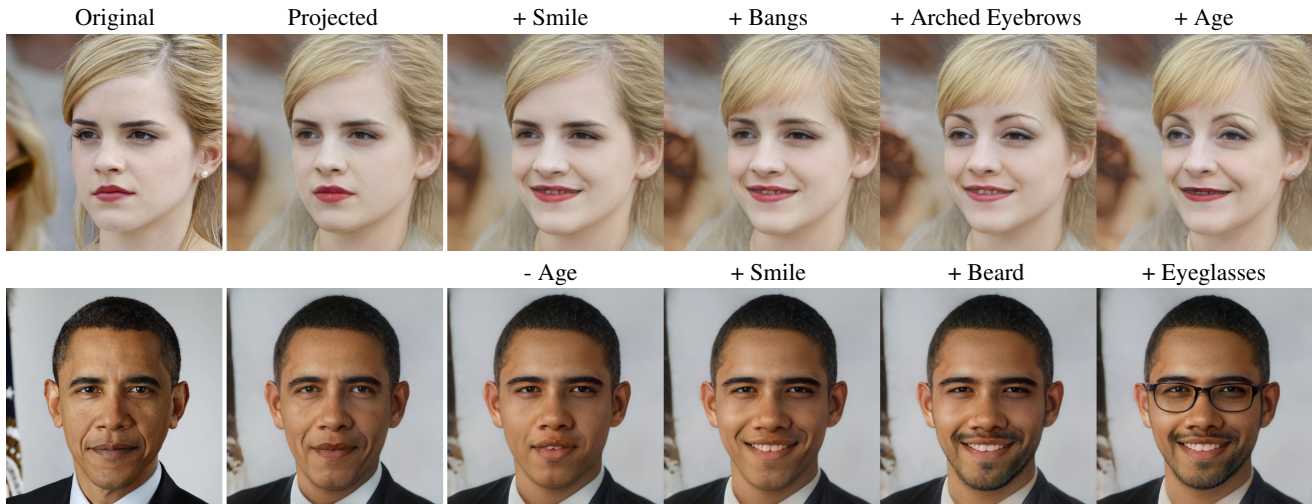 Original Projected + Smile + Bangs + Arched Eyebrows + Age
- Age + Smile + Beard + Eyeglasses